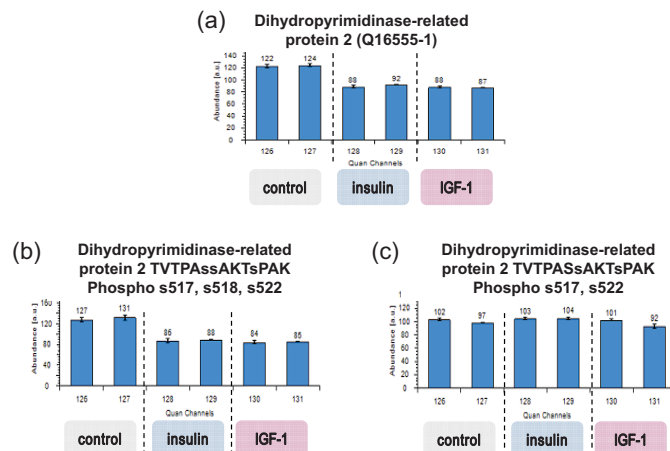 (a)
Dihydropyrimidinase-related
protein 2 (Q16555-1)
Abundance [a.u.]
140
120
100
80
60
40
20
0
122 124 88 92 88 87
126 127 128 129 130 131
Quan Channels
control insulin IGF-1
(b)
Dihydropyrimidinase-related
protein 2 TVTPAssAKTsPAK
Phospho s517, s518, s522
Abundance [a.u.]
160
120
80
40
0
127 131 86 88 84 85
126 127 128 129 130 131
Quan Channels
control insulin IGF-1
(c)
Dihydropyrimidinase-related
protein 2 TVTPASsAKTsPAK
Phospho s517, s522
Abundance [a.u.]
120
100
80
60
40
20
0
102 97 103 104 101 92
126 127 128 129 130 131
Quan Channels
control insulin IGF-1